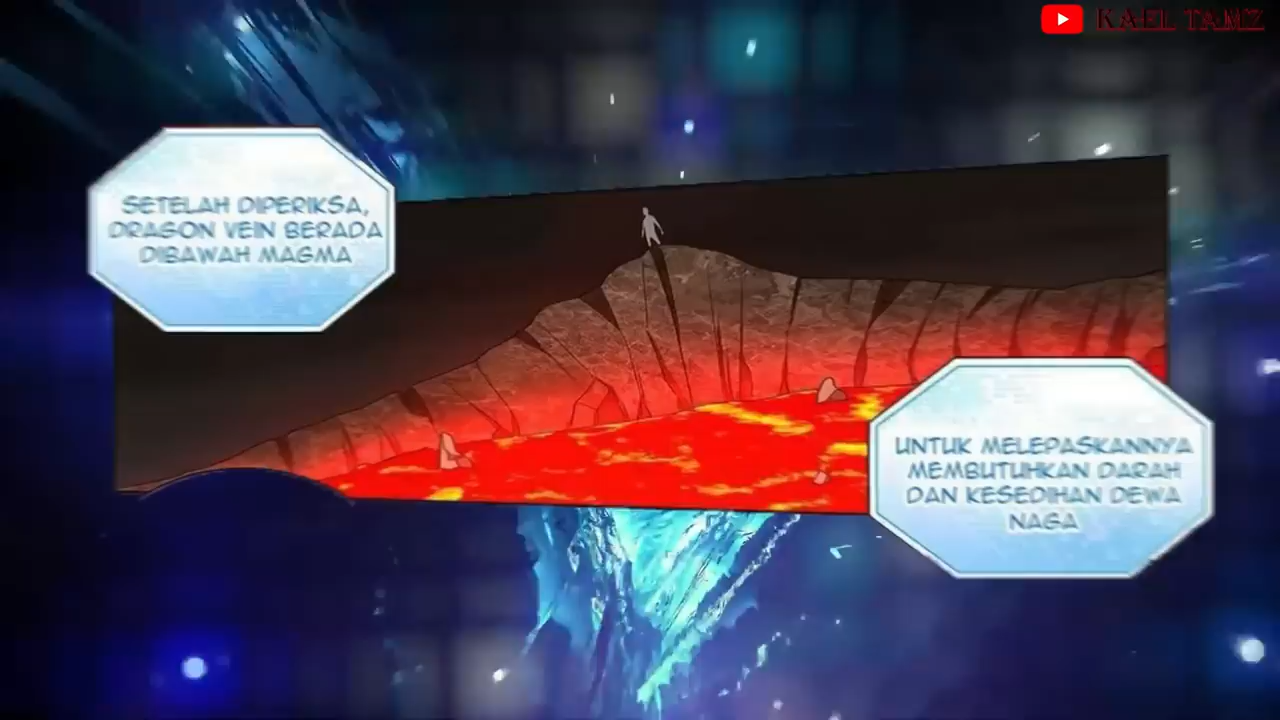 KAEL TAMZ
SETELAH DIPERIKSA,
DRAGON VEIN BERADA
DIBAWAH MAGMA
UNTUK MELEPASKANNYA
MEMBUTUHKAN DARAH
DAN KESEDIHAN DEWA
NAGA